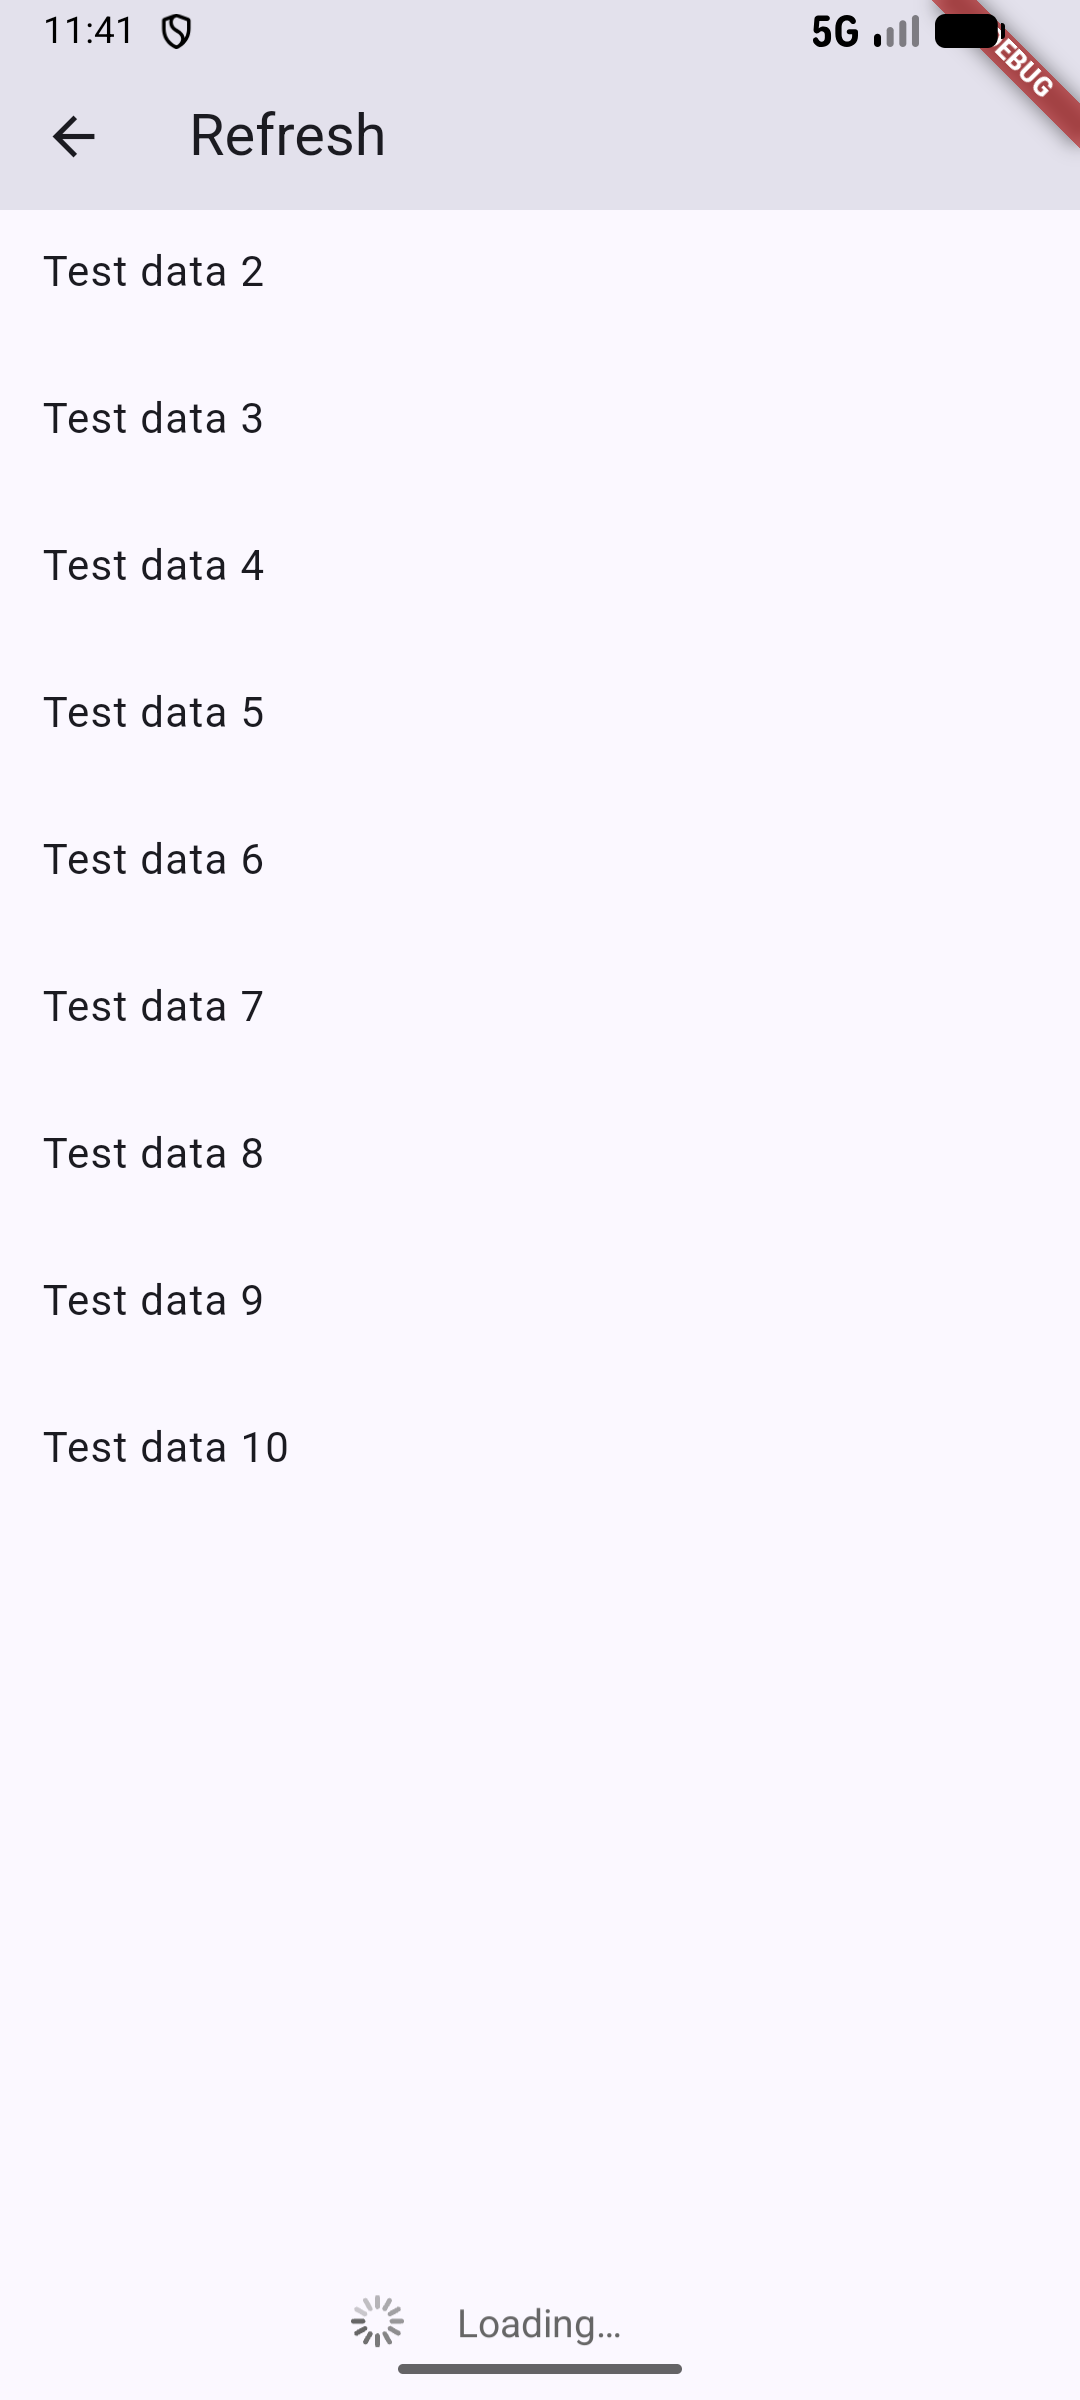 11:41
5G
EBUG
Refresh
Test data 2
Test data 3
Test data 4
Test data 5
Test data 6
Test data 7
Test data 8
Test data 9
Test data 10
Loading...